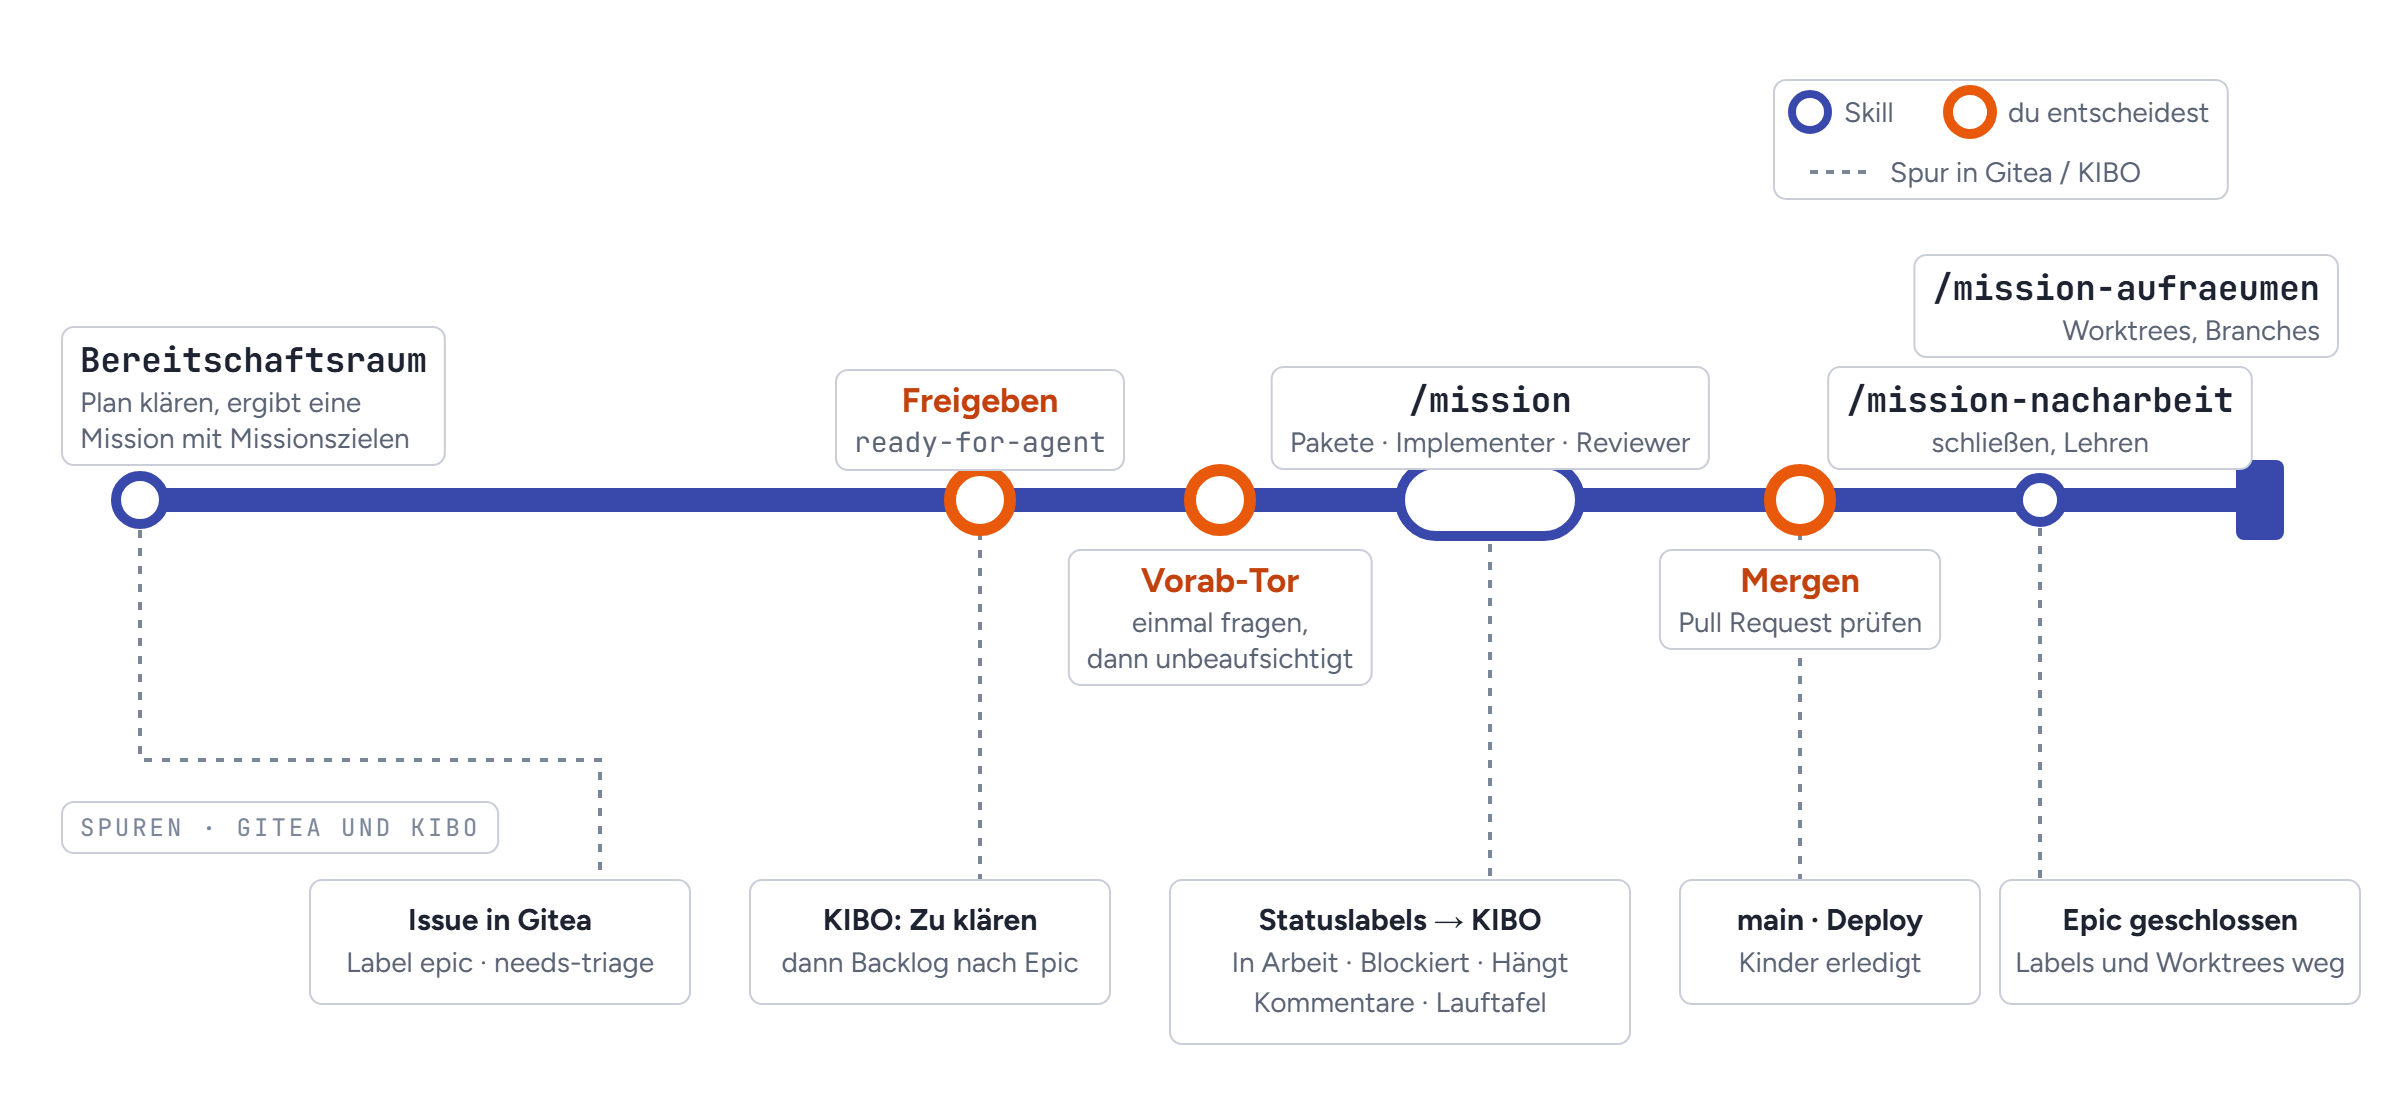 Skill
du entscheidest
Spur in Gitea / KIBO
/mission-aufraeumen
Worktrees, Branches
Bereitschaftsraum
Plan klären, ergibt eine
Mission mit Missionszielen
Freigeben
ready-for-agent
/mission
Pakete · Implementer · Reviewer
/mission-nacharbeit
schließen, Lehren
Vorab-Tor
einmal fragen,
dann unbeaufsichtigt
Mergen
Pull Request prüfen
SPUREN · GITEA UND KIBO
Issue in Gitea
Label epic · needs-triage
KIBO: Zu klären
dann Backlog nach Epic
Statuslabels → KIBO
In Arbeit · Blockiert · Hängt
Kommentare · Lauftafel
main · Deploy
Kinder erledigt
Epic geschlossen
Labels und Worktrees weg